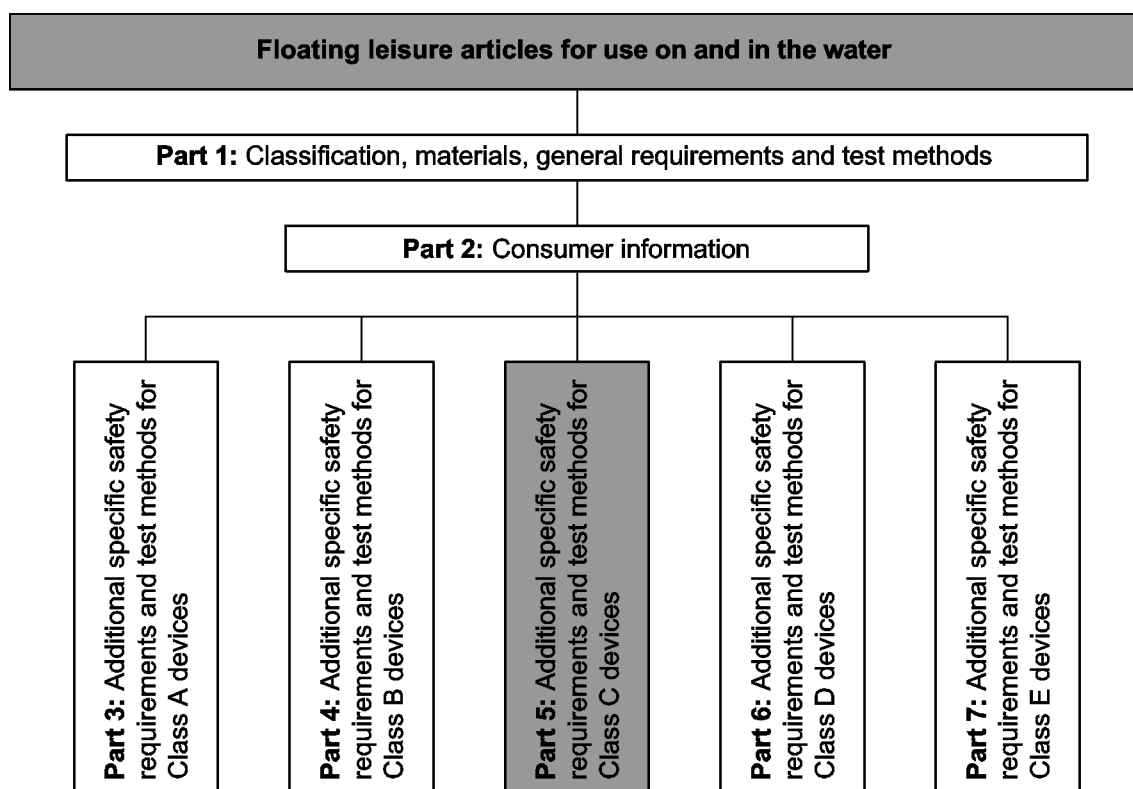 Floating leisure articles for use on and in the water
Part 1: Classification, materials, general requirements and test methods
Part 2: Consumer information
Part 3: Additional specific safety
requirements and test methods for
Class A devices
Part 4: Additional specific safety
requirements and test methods for
Class B devices
Part 5: Additional specific safety
requirements and test methods for
Class C devices
Part 6: Additional specific safety
requirements and test methods for
Class D devices
Part 7: Additional specific safety
requirements and test methods for
Class E devices